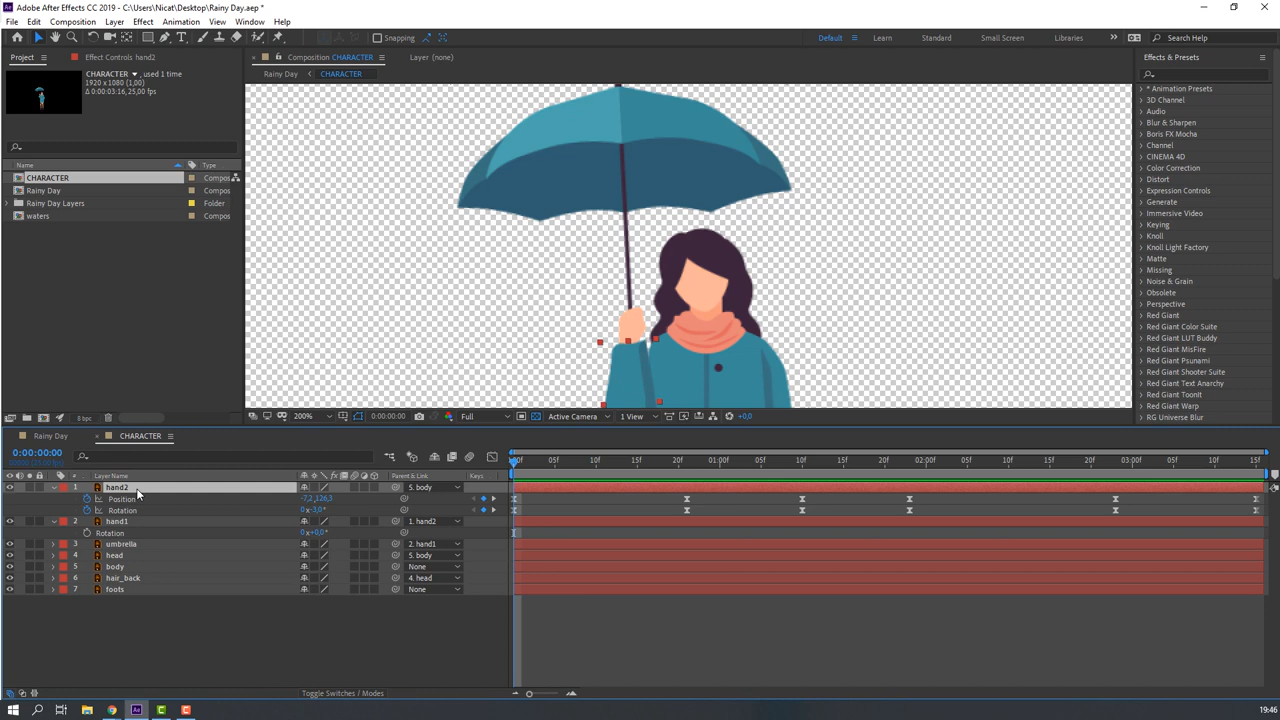 Adobe After Effects CC 2019 - C:\Users\Nicat\Desktop\Rainy Day.aep *
File Edit Composition Layer Effect Animation View Window Help
Snapping Default Learn Standard Small Screen Libraries Search Help
Project Effect Controls hand2 Composition CHARACTER Layer (none) Effects & Presets
Rainy Day CHARACTER
CHARACTER , used 1 time
1920 x 1080 (1,00)
Δ 0:00:03:16, 25,00 fps
Name Type
CHARACTER Compos
Rainy Day Compos
Rainy Day Layers Folder
waters Compos
* Animation Presets
3D Channel
Audio
Blur & Sharpen
Boris FX Mocha
Channel
CINEMA 4D
Color Correction
Distort
Expression Controls
Generate
Immersive Video
Keying
Knoll
Knoll Light Factory
Matte
Missing
Noise & Grain
Obsolete
Perspective
Red Giant
Red Giant Color Suite
Red Giant LUT Buddy
Red Giant MisFire
Red Giant Psunami
Red Giant Shooter Suite
Red Giant Text Anarchy
Red Giant ToonIt
Red Giant Warp
RG Universe Blur
8 bpc 200% 0:00:00:00 Full Active Camera 1 View +0,0
Rainy Day CHARACTER
0:00:00:00
00000 (25.00 fps)
# Layer Name Parent & Link Keys
:00f 05f 10f 15f 20f 01:00f 05f 10f 15f 20f 02:00f 05f 10f 15f 20f 03:00f 05f 10f 15f
1 hand2 5. body
Position -7,2,126,3
Rotation 0x-3,0°
2 hand1 1. hand2
Rotation 0x+0,0°
3 umbrella 2. hand1
4 head 5. body
5 body None
6 hair_back 4. head
7 foots None
Toggle Switches / Modes
19:46